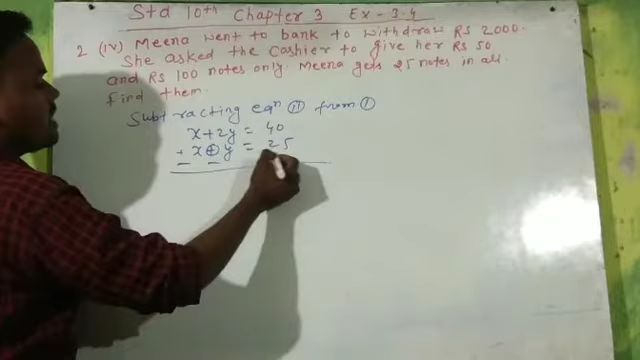 Std 10th Chapter 3 Ex-3.4
2 (iv) Meena went to bank to withdraw Rs 2000.
She asked the cashier to give her Rs 50
and Rs 100 notes only. Meena gets 25 notes in all.
find them.
Subtracting eqn (ii) from (i)
x+2y = 40
+ x + y = 25
− −